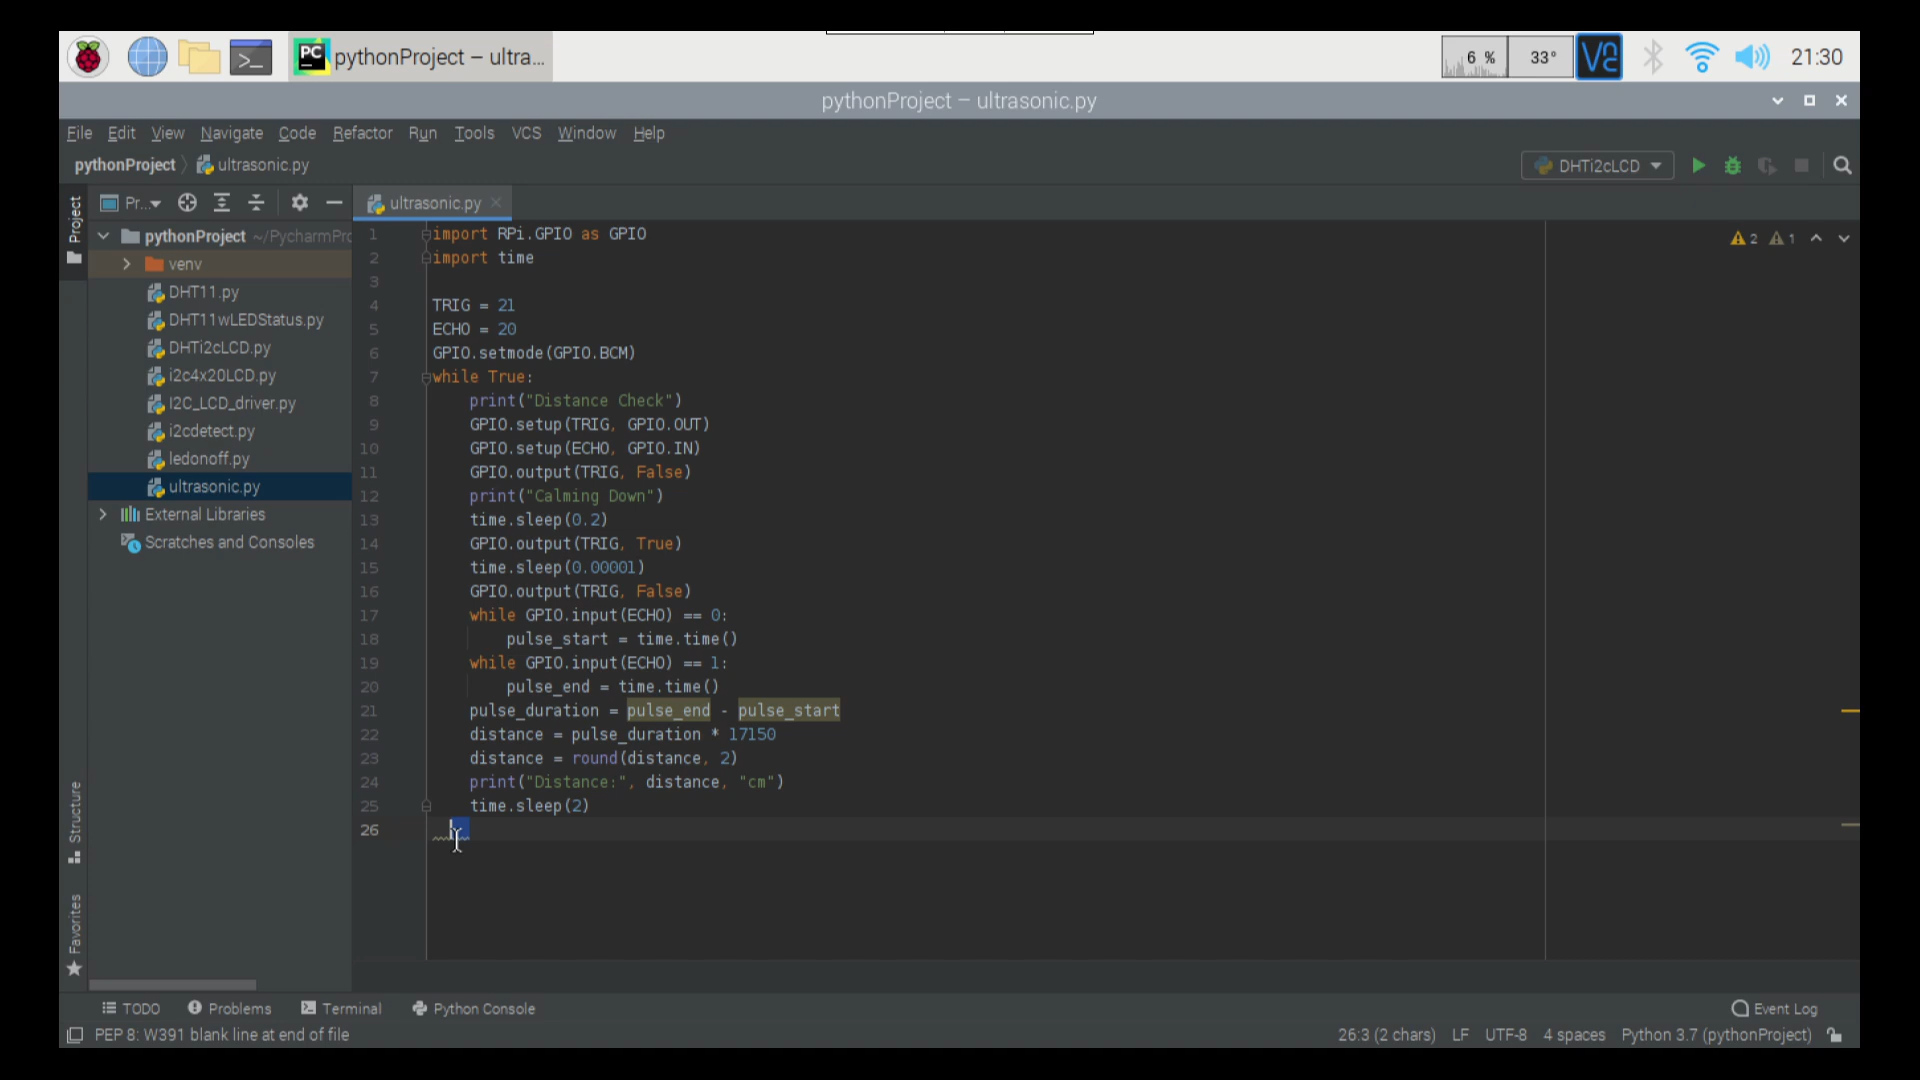 PC pythonProject – ultra...
6 %
33°
21:30
pythonProject – ultrasonic.py
File Edit View Navigate Code Refactor Run Tools VCS Window Help
pythonProject ultrasonic.py
DHTi2cLCD
Project
Pr...
ultrasonic.py
pythonProject ~/PycharmPro
venv
DHT11.py
DHT11wLEDStatus.py
DHTi2cLCD.py
i2c4x20LCD.py
I2C_LCD_driver.py
i2cdetect.py
ledonoff.py
ultrasonic.py
External Libraries
Scratches and Consoles
2 1
1 import RPi.GPIO as GPIO
2 import time
3
4 TRIG = 21
5 ECHO = 20
6 GPIO.setmode(GPIO.BCM)
7 while True:
8     print("Distance Check")
9     GPIO.setup(TRIG, GPIO.OUT)
10     GPIO.setup(ECHO, GPIO.IN)
11     GPIO.output(TRIG, False)
12     print("Calming Down")
13     time.sleep(0.2)
14     GPIO.output(TRIG, True)
15     time.sleep(0.00001)
16     GPIO.output(TRIG, False)
17     while GPIO.input(ECHO) == 0:
18         pulse_start = time.time()
19     while GPIO.input(ECHO) == 1:
20         pulse_end = time.time()
21     pulse_duration = pulse_end - pulse_start
22     distance = pulse_duration * 17150
23     distance = round(distance, 2)
24     print("Distance:", distance, "cm")
25     time.sleep(2)
26
Structure
Favorites
TODO Problems Terminal Python Console Event Log
PEP 8: W391 blank line at end of file
26:3 (2 chars) LF UTF-8 4 spaces Python 3.7 (pythonProject)